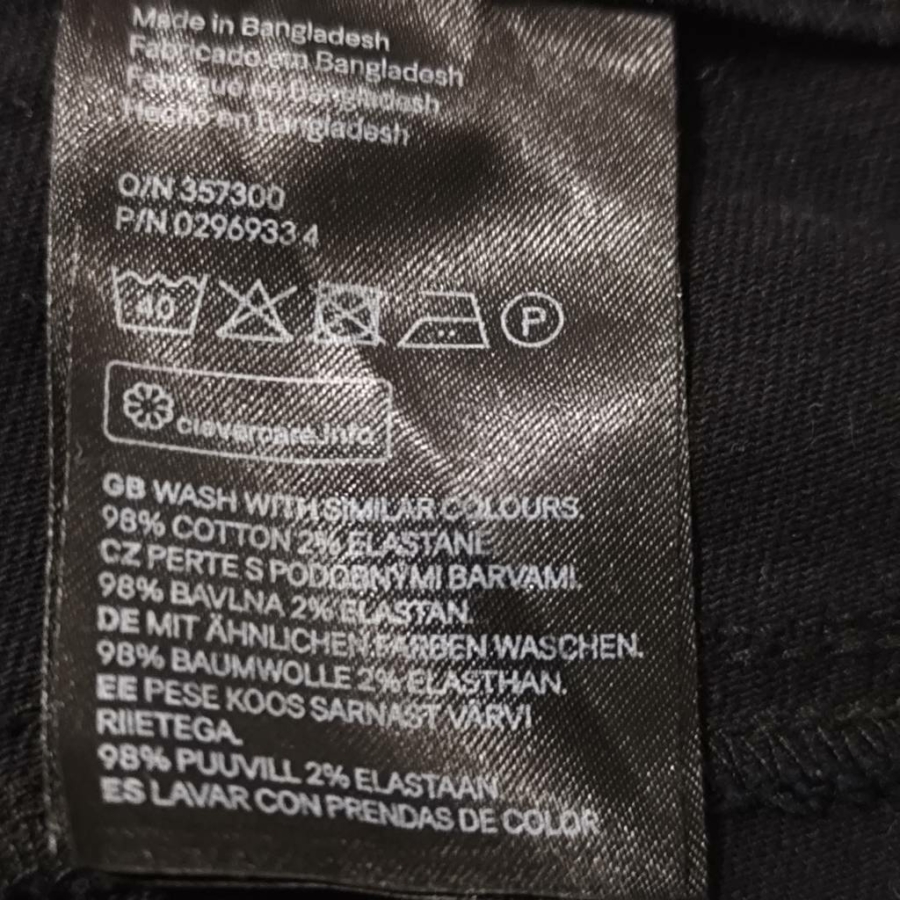 Made in Bangladesh
Fabricado em Bangladesh
Fabriqué en Bangladesh
Hecho en Bangladesh
O/N 357300
P/N 0296933 4
40
P
clevercare.info
GB WASH WITH SIMILAR COLOURS.
98% COTTON 2% ELASTANE
CZ PERTE S PODOBNÝMI BARVAMI.
98% BAVLNA 2% ELASTAN.
DE MIT ÄHNLICHEN FARBEN WASCHEN.
98% BAUMWOLLE 2% ELASTHAN.
EE PESE KOOS SARNAST VÄRVI
RIIETEGA.
98% PUUVILL 2% ELASTAAN
ES LAVAR CON PRENDAS DE COLOR